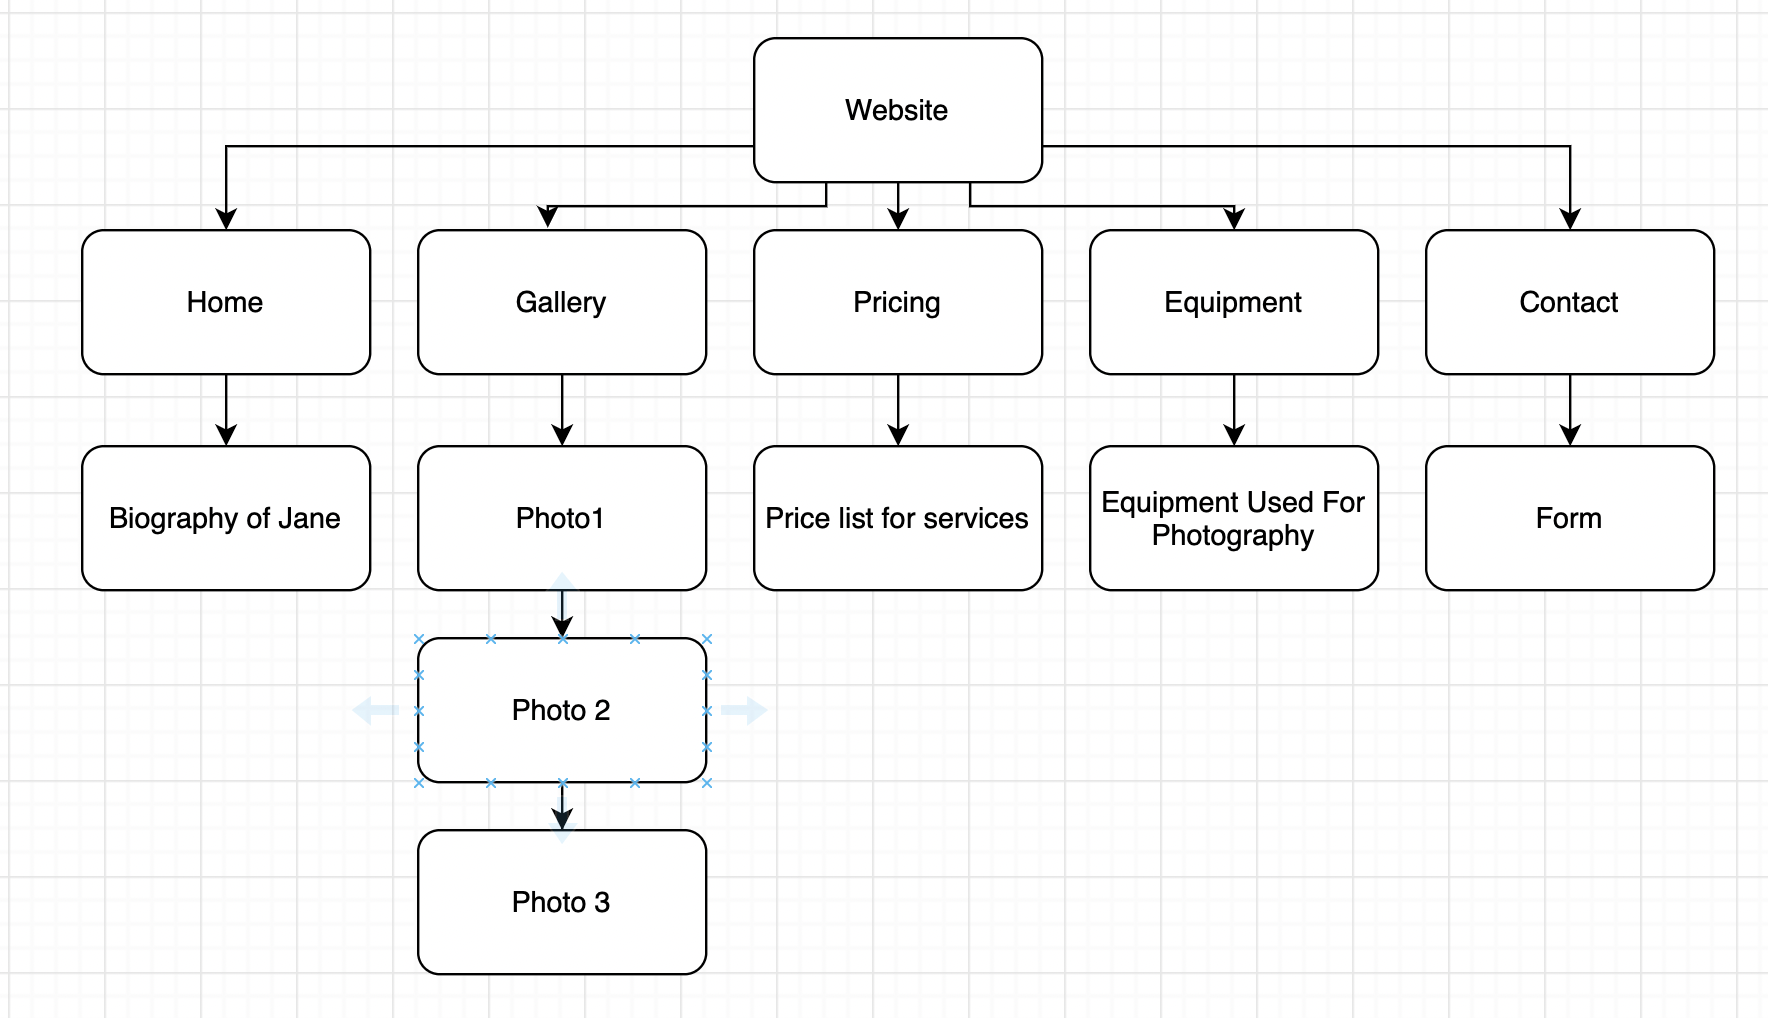 Website
Home
Gallery
Pricing
Equipment
Contact
Biography of Jane
Photo1
Price list for services
Equipment Used For
Photography
Form
Photo 2
Photo 3